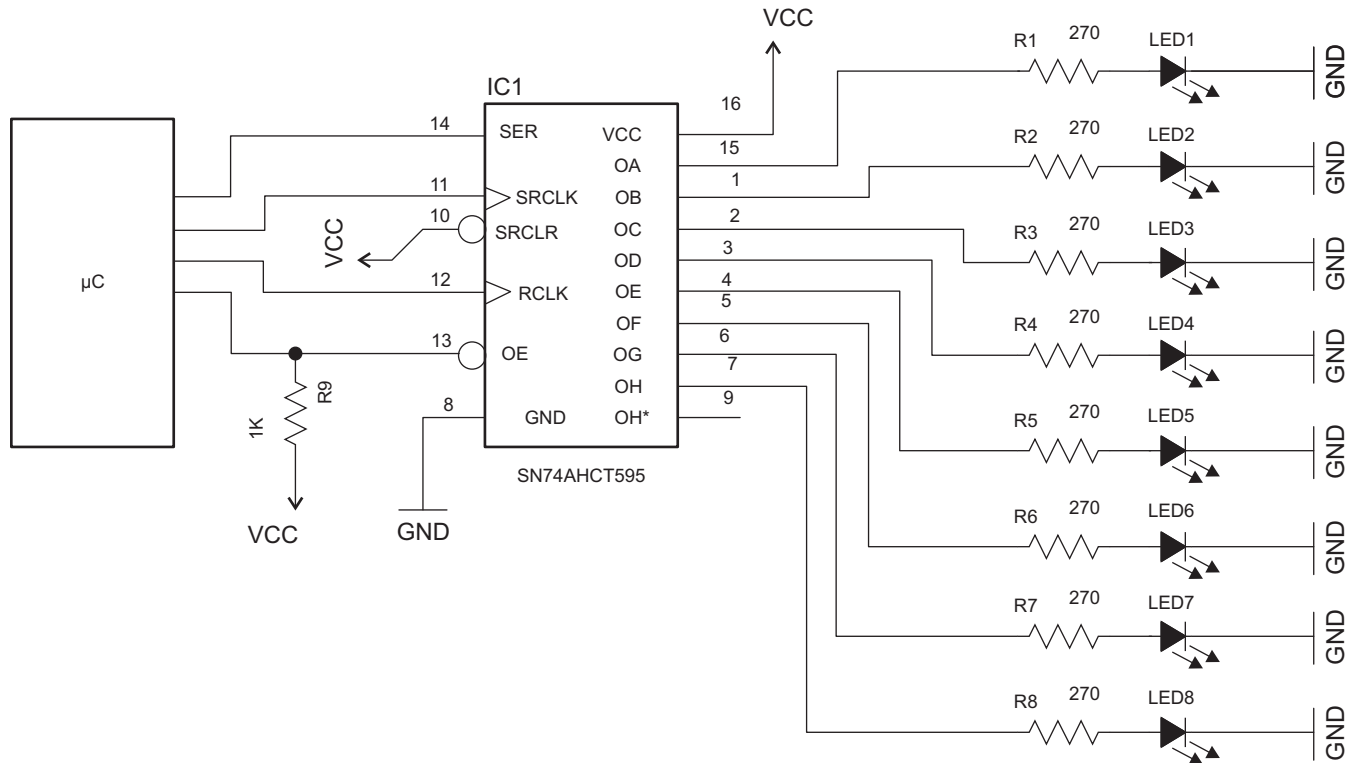 VCC
R1 270 LED1 GND
IC1
16
14 SER VCC
15
OA
R2 270 LED2 GND
1
11 SRCLK OB
10 2
SRCLR OC
VCC
R3 270 LED3 GND
3
OD
µC
12 RCLK OE
4
5
OF
R4 270 LED4 GND
13 OE OG
6
7
OH
1K R9
8 GND OH*
9
R5 270 LED5 GND
SN74AHCT595
VCC GND
R6 270 LED6 GND
R7 270 LED7 GND
R8 270 LED8 GND